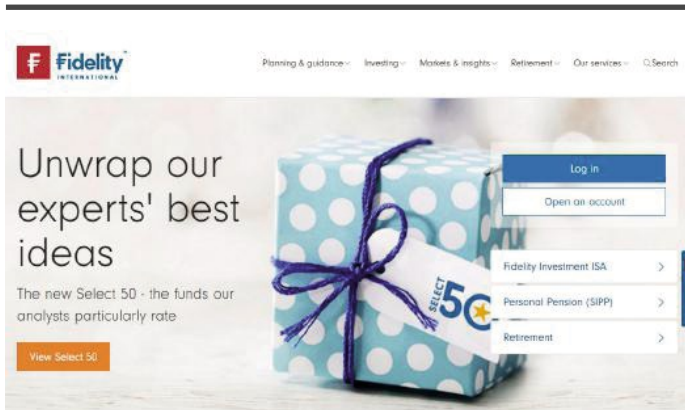 Fidelity
INTERNATIONAL
Planning & guidance
Investing
Markets & insights
Retirement
Our services
Search
Unwrap our
experts' best
ideas
The new Select 50 - the funds our
analysts particularly rate
View Select 50
SELECT
50
Log in
Open an account
Fidelity Investment ISA
Personal Pension (SIPP)
Retirement